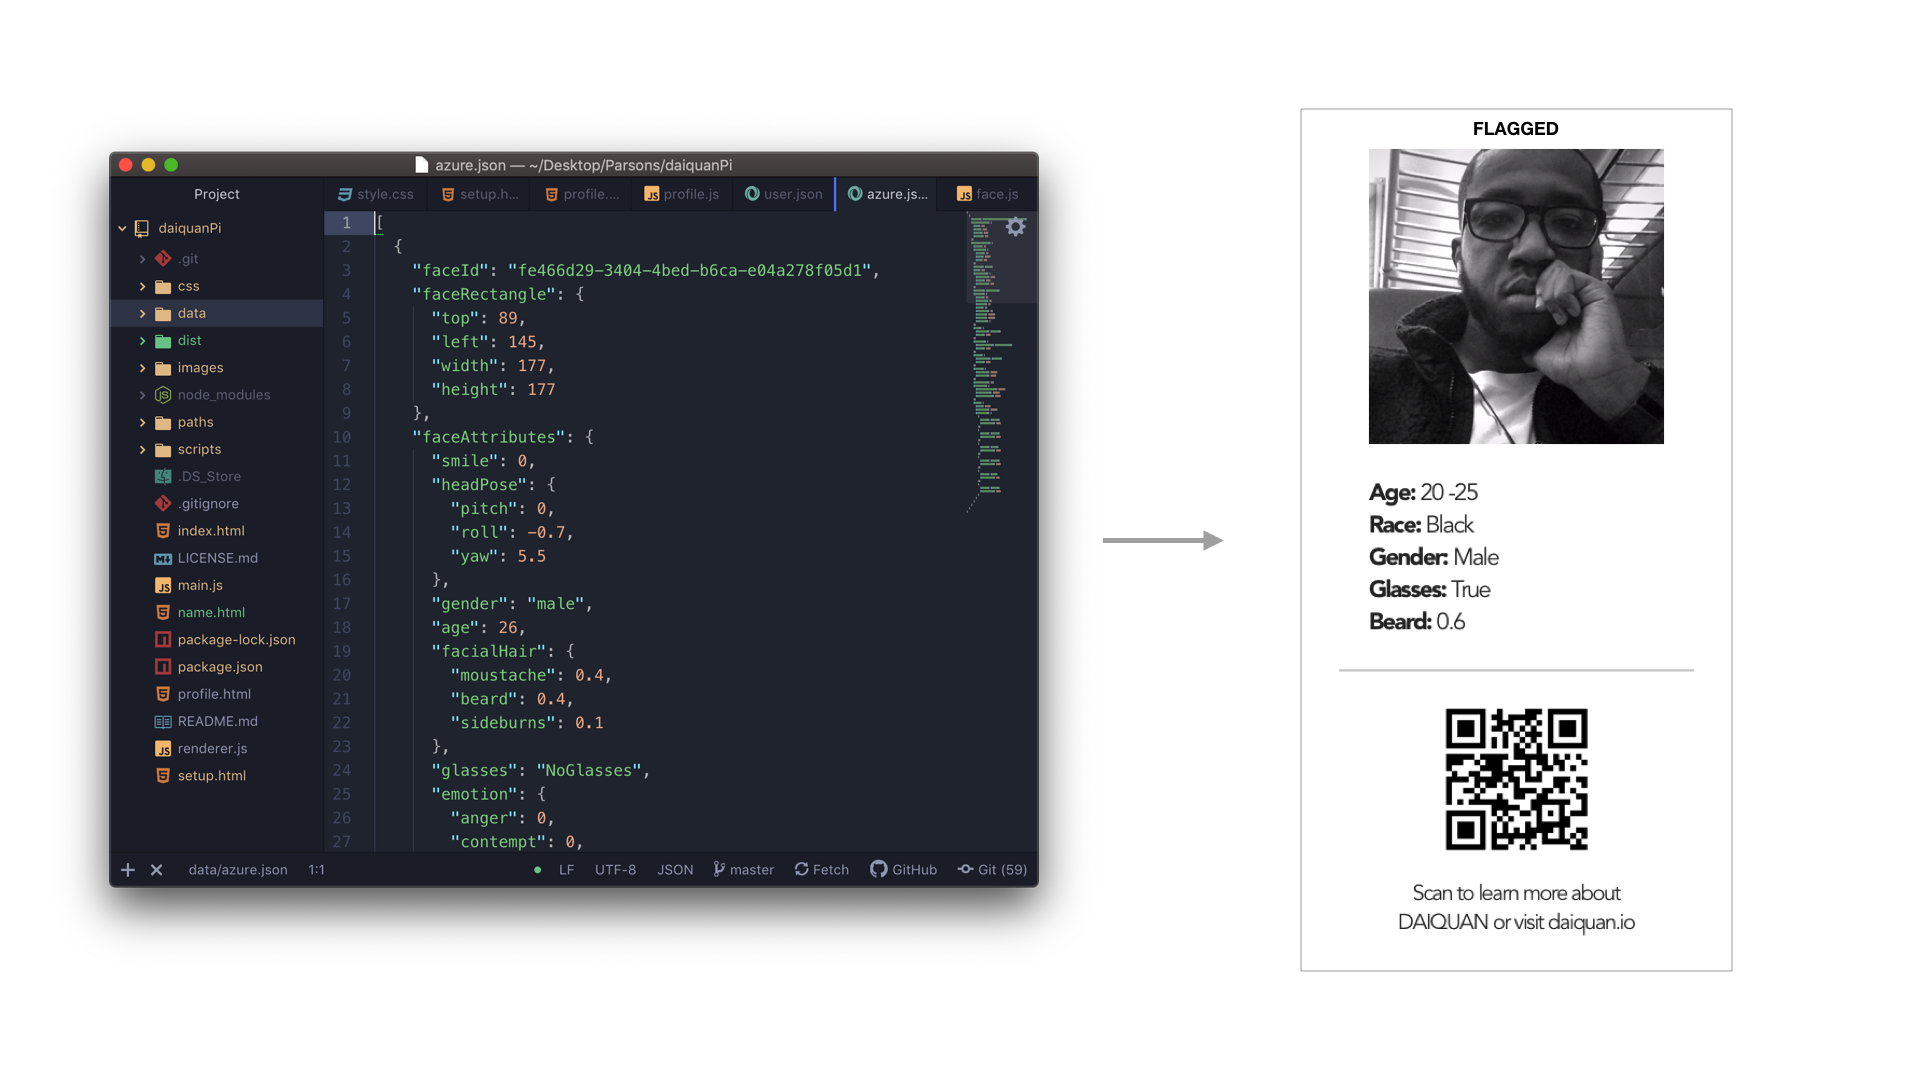 azure.json — ~/Desktop/Parsons/daiquanPi
Project
style.css
setup.h...
profile....
profile.js
user.json
azure.js...
face.js
daiquanPi
.git
css
data
dist
images
node_modules
paths
scripts
.DS_Store
.gitignore
index.html
LICENSE.md
main.js
name.html
package-lock.json
package.json
profile.html
README.md
renderer.js
setup.html
1 [
2 {
3 "faceId": "fe466d29-3404-4bed-b6ca-e04a278f05d1",
4 "faceRectangle": {
5 "top": 89,
6 "left": 145,
7 "width": 177,
8 "height": 177
9 },
10 "faceAttributes": {
11 "smile": 0,
12 "headPose": {
13 "pitch": 0,
14 "roll": -0.7,
15 "yaw": 5.5
16 },
17 "gender": "male",
18 "age": 26,
19 "facialHair": {
20 "moustache": 0.4,
21 "beard": 0.4,
22 "sideburns": 0.1
23 },
24 "glasses": "NoGlasses",
25 "emotion": {
26 "anger": 0,
27 "contempt": 0,
data/azure.json 1:1 LF UTF-8 JSON master Fetch GitHub Git (59)
FLAGGED
Age: 20 -25
Race: Black
Gender: Male
Glasses: True
Beard: 0.6
Scan to learn more about
DAIQUAN or visit daiquan.io